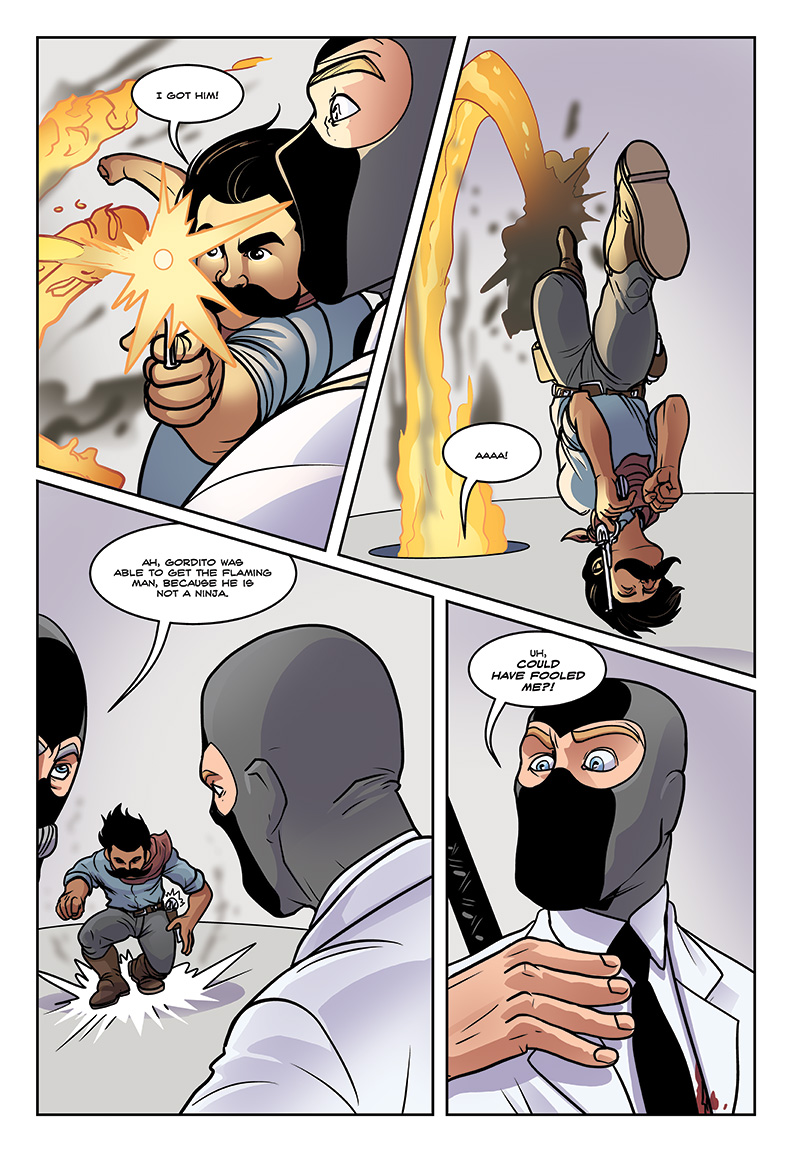 I GOT HIM!
AAAA!
AH, GORDITO WAS
ABLE TO GET THE FLAMING
MAN, BECAUSE HE IS
NOT A NINJA.
UH,
COULD
HAVE FOOLED
ME?!